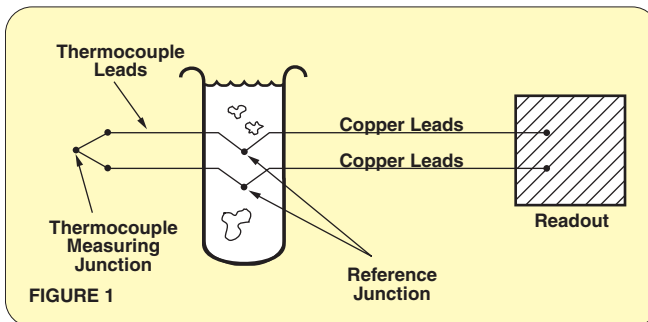 Thermocouple
Leads
Copper Leads
Copper Leads
Thermocouple
Measuring
Junction
Reference
Junction
Readout
FIGURE 1